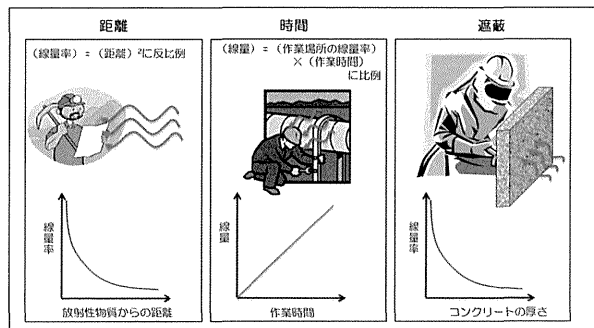 距離
(線量率) = (距離)²に反比例
線量率
放射性物質からの距離
時間
(線量) = (作業場所の線量率)
× (作業時間)
に比例
線量
作業時間
遮蔽
線量率
コンクリートの厚さ